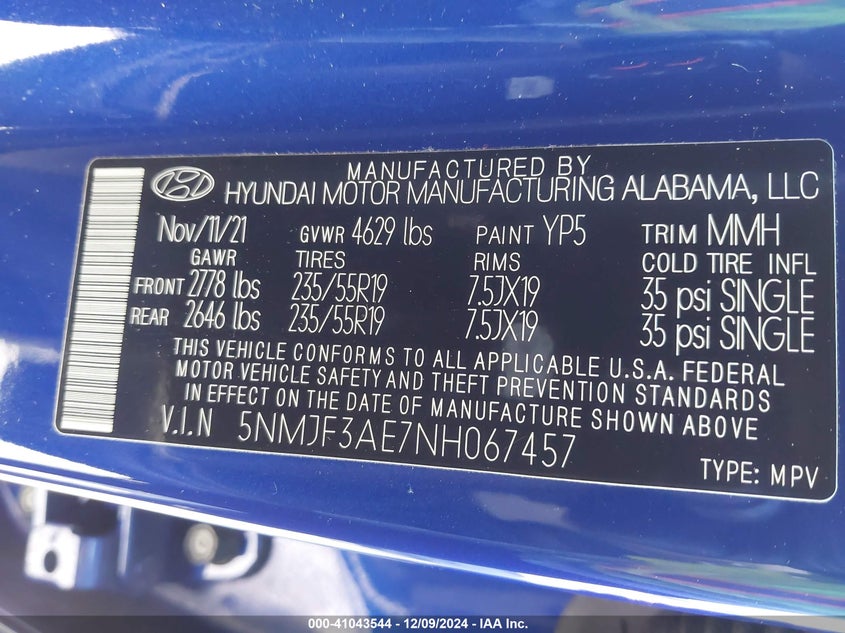 MANUFACTURED BY
HYUNDAI MOTOR MANUFACTURING ALABAMA, LLC
Nov/11/21 GVWR 4629 lbs PAINT YP5 TRIM MMH
GAWR TIRES RIMS COLD TIRE INFL
FRONT 2778 lbs 235/55R19 7.5JX19 35 psi SINGLE
REAR 2646 lbs 235/55R19 7.5JX19 35 psi SINGLE
THIS VEHICLE CONFORMS TO ALL APPLICABLE U.S.A. FEDERAL
MOTOR VEHICLE SAFETY AND THEFT PREVENTION STANDARDS
IN EFFECT ON THE DATE OF MANUFACTURE SHOWN ABOVE
V.I.N 5NMJF3AE7NH067457
TYPE: MPV
000-41043544 / 12/09/2024 - IAA Inc.